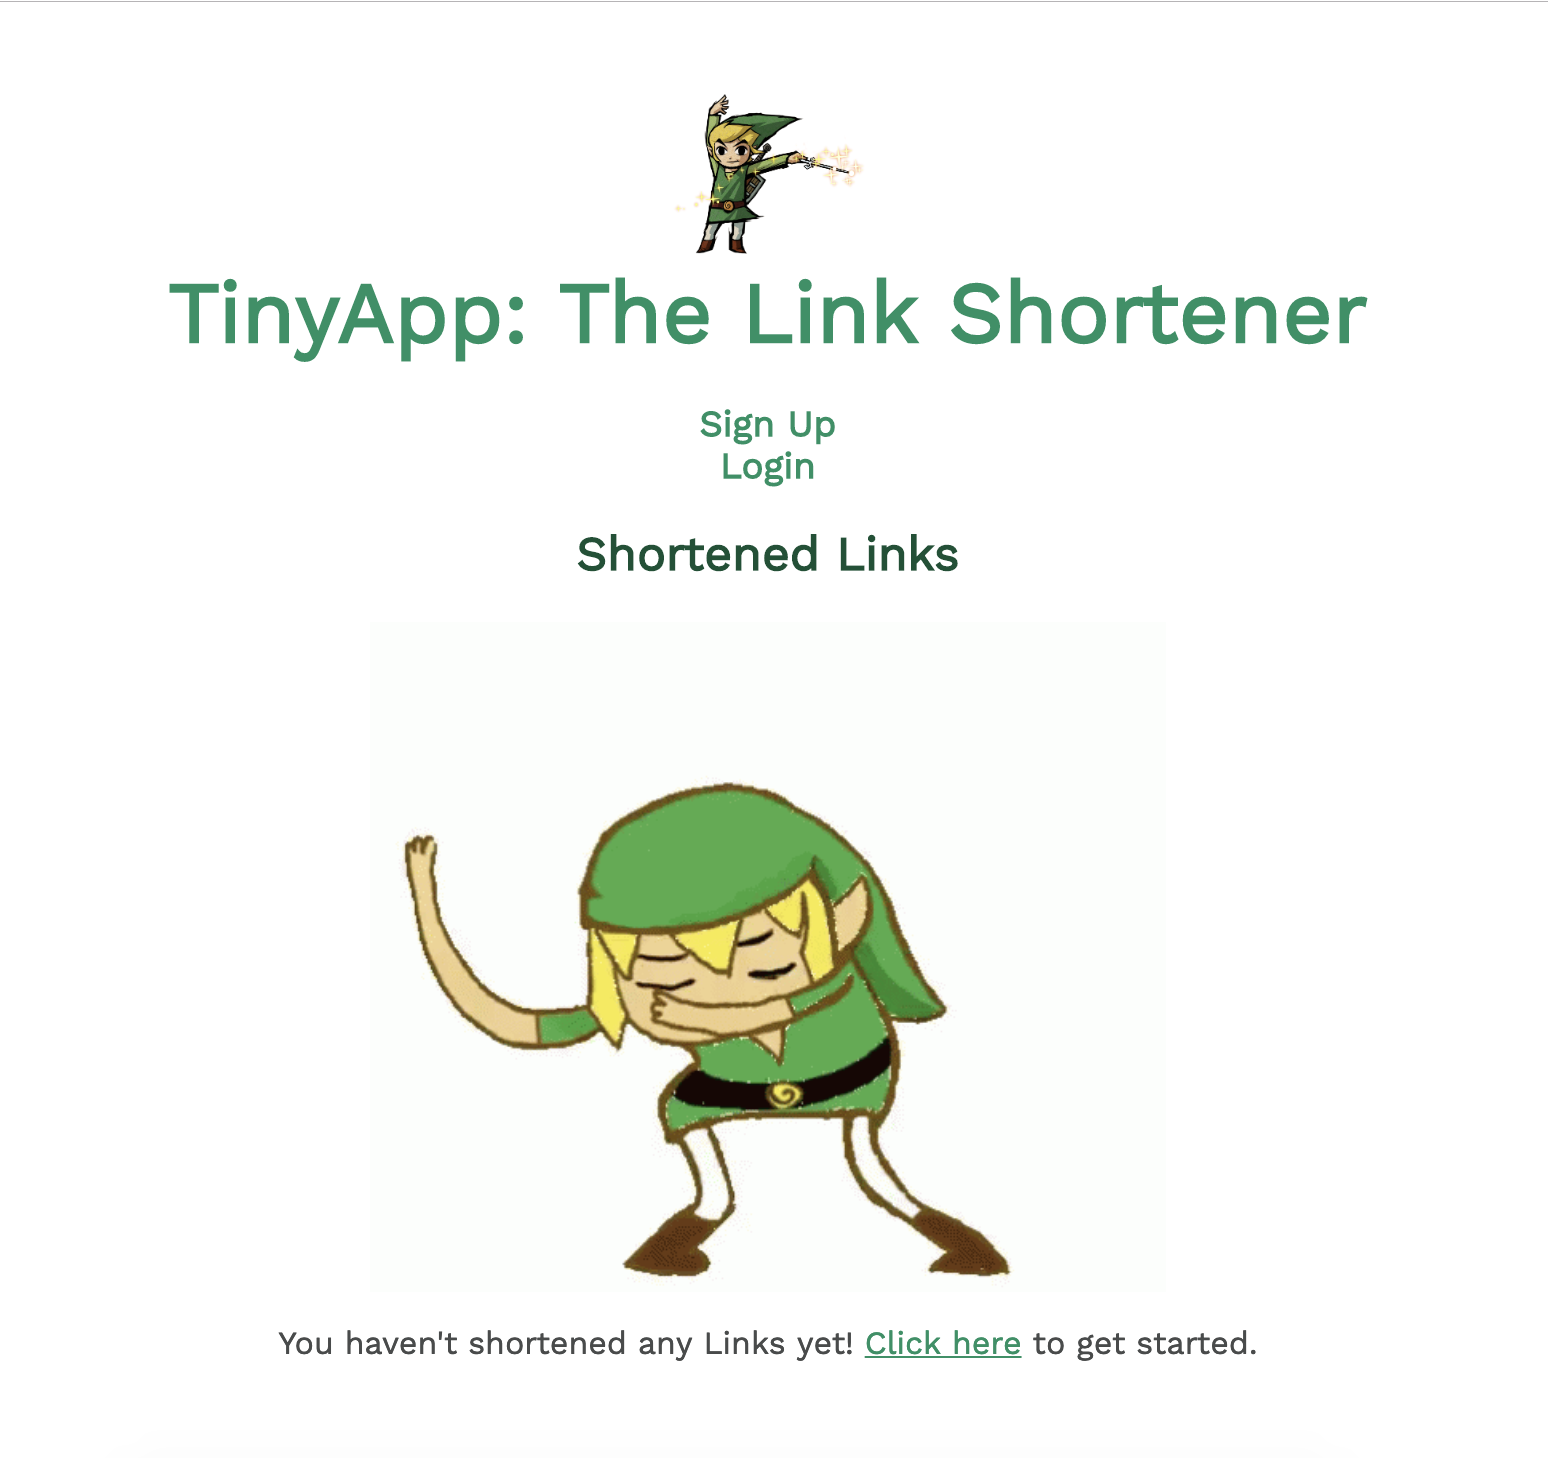 TinyApp: The Link Shortener
Sign Up
Login
Shortened Links
You haven't shortened any Links yet! Click here to get started.